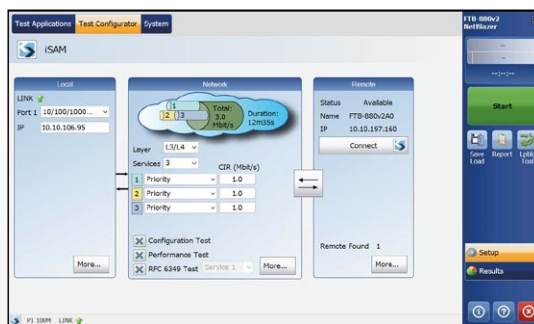 Test Applications Test Configurator System
FTB-880v2
NetBlazer
iSAM
--:--:--
Start
Save
Load
Report
Lpbk
Tool
Setup
Results
Local
LINK
Port 1 10/100/1000...
IP 10.10.106.95
More...
Network
1
2 3
Total:
3.0
Mbit/s
Duration:
12m35s
Layer L3/L4
Services 3
CIR (Mbit/s)
1 Priority 1.0
2 Priority 1.0
3 Priority 1.0
Configuration Test
Performance Test
RFC 6349 Test Service 1 More...
Remote
Status Available
Name FTB-880v2A0
IP 10.10.197.160
Connect
Remote Found 1
More...
P1 100M LINK